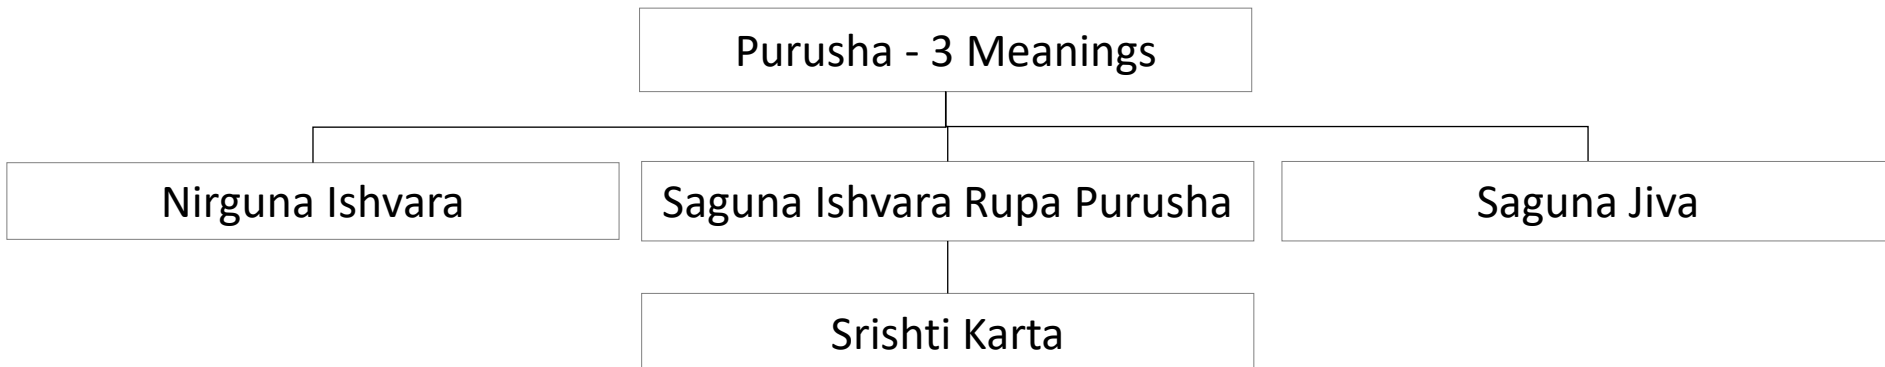 Purusha - 3 Meanings
Nirguna Ishvara
Saguna Ishvara Rupa Purusha
Saguna Jiva
Srishti Karta